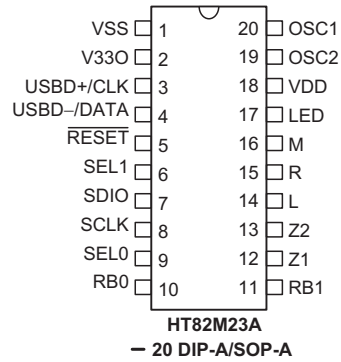 VSS 1 20 OSC1
V33O 2 19 OSC2
USBD+/CLK 3 18 VDD
USBD–/DATA 4 17 LED
RESET 5 16 M
SEL1 6 15 R
SDIO 7 14 L
SCLK 8 13 Z2
SEL0 9 12 Z1
RB0 10 11 RB1
HT82M23A
– 20 DIP-A/SOP-A